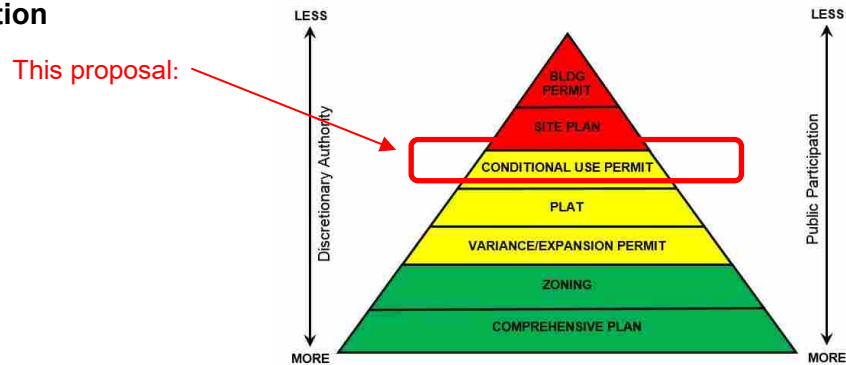 tion
LESS
LESS
This proposal:
BLDG
PERMIT
SITE PLAN
Discretionary Authority
Public Participation
CONDITIONAL USE PERMIT
PLAT
VARIANCE/EXPANSION PERMIT
ZONING
COMPREHENSIVE PLAN
MORE
MORE